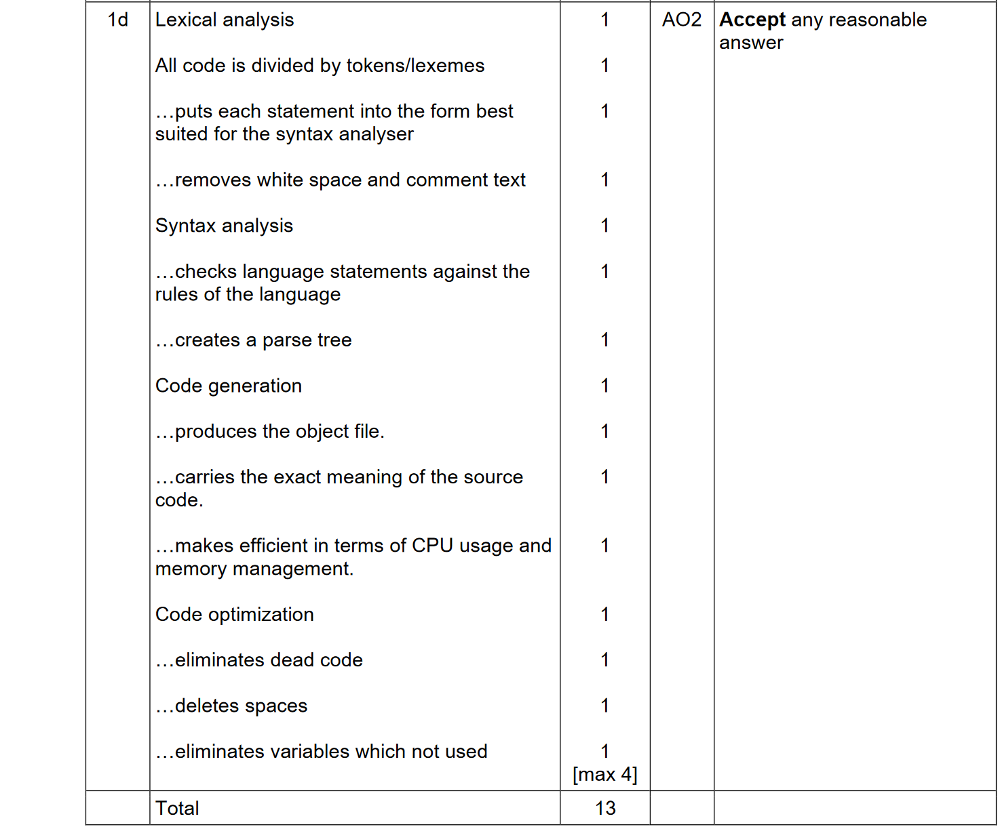 1d Lexical analysis 1 AO2 Accept any reasonable
answer
All code is divided by tokens/lexemes 1
…puts each statement into the form best 1
suited for the syntax analyser
…removes white space and comment text 1
Syntax analysis 1
…checks language statements against the 1
rules of the language
…creates a parse tree 1
Code generation 1
…produces the object file. 1
…carries the exact meaning of the source 1
code.
…makes efficient in terms of CPU usage and 1
memory management.
Code optimization 1
…eliminates dead code 1
…deletes spaces 1
…eliminates variables which not used 1
[max 4]
Total 13